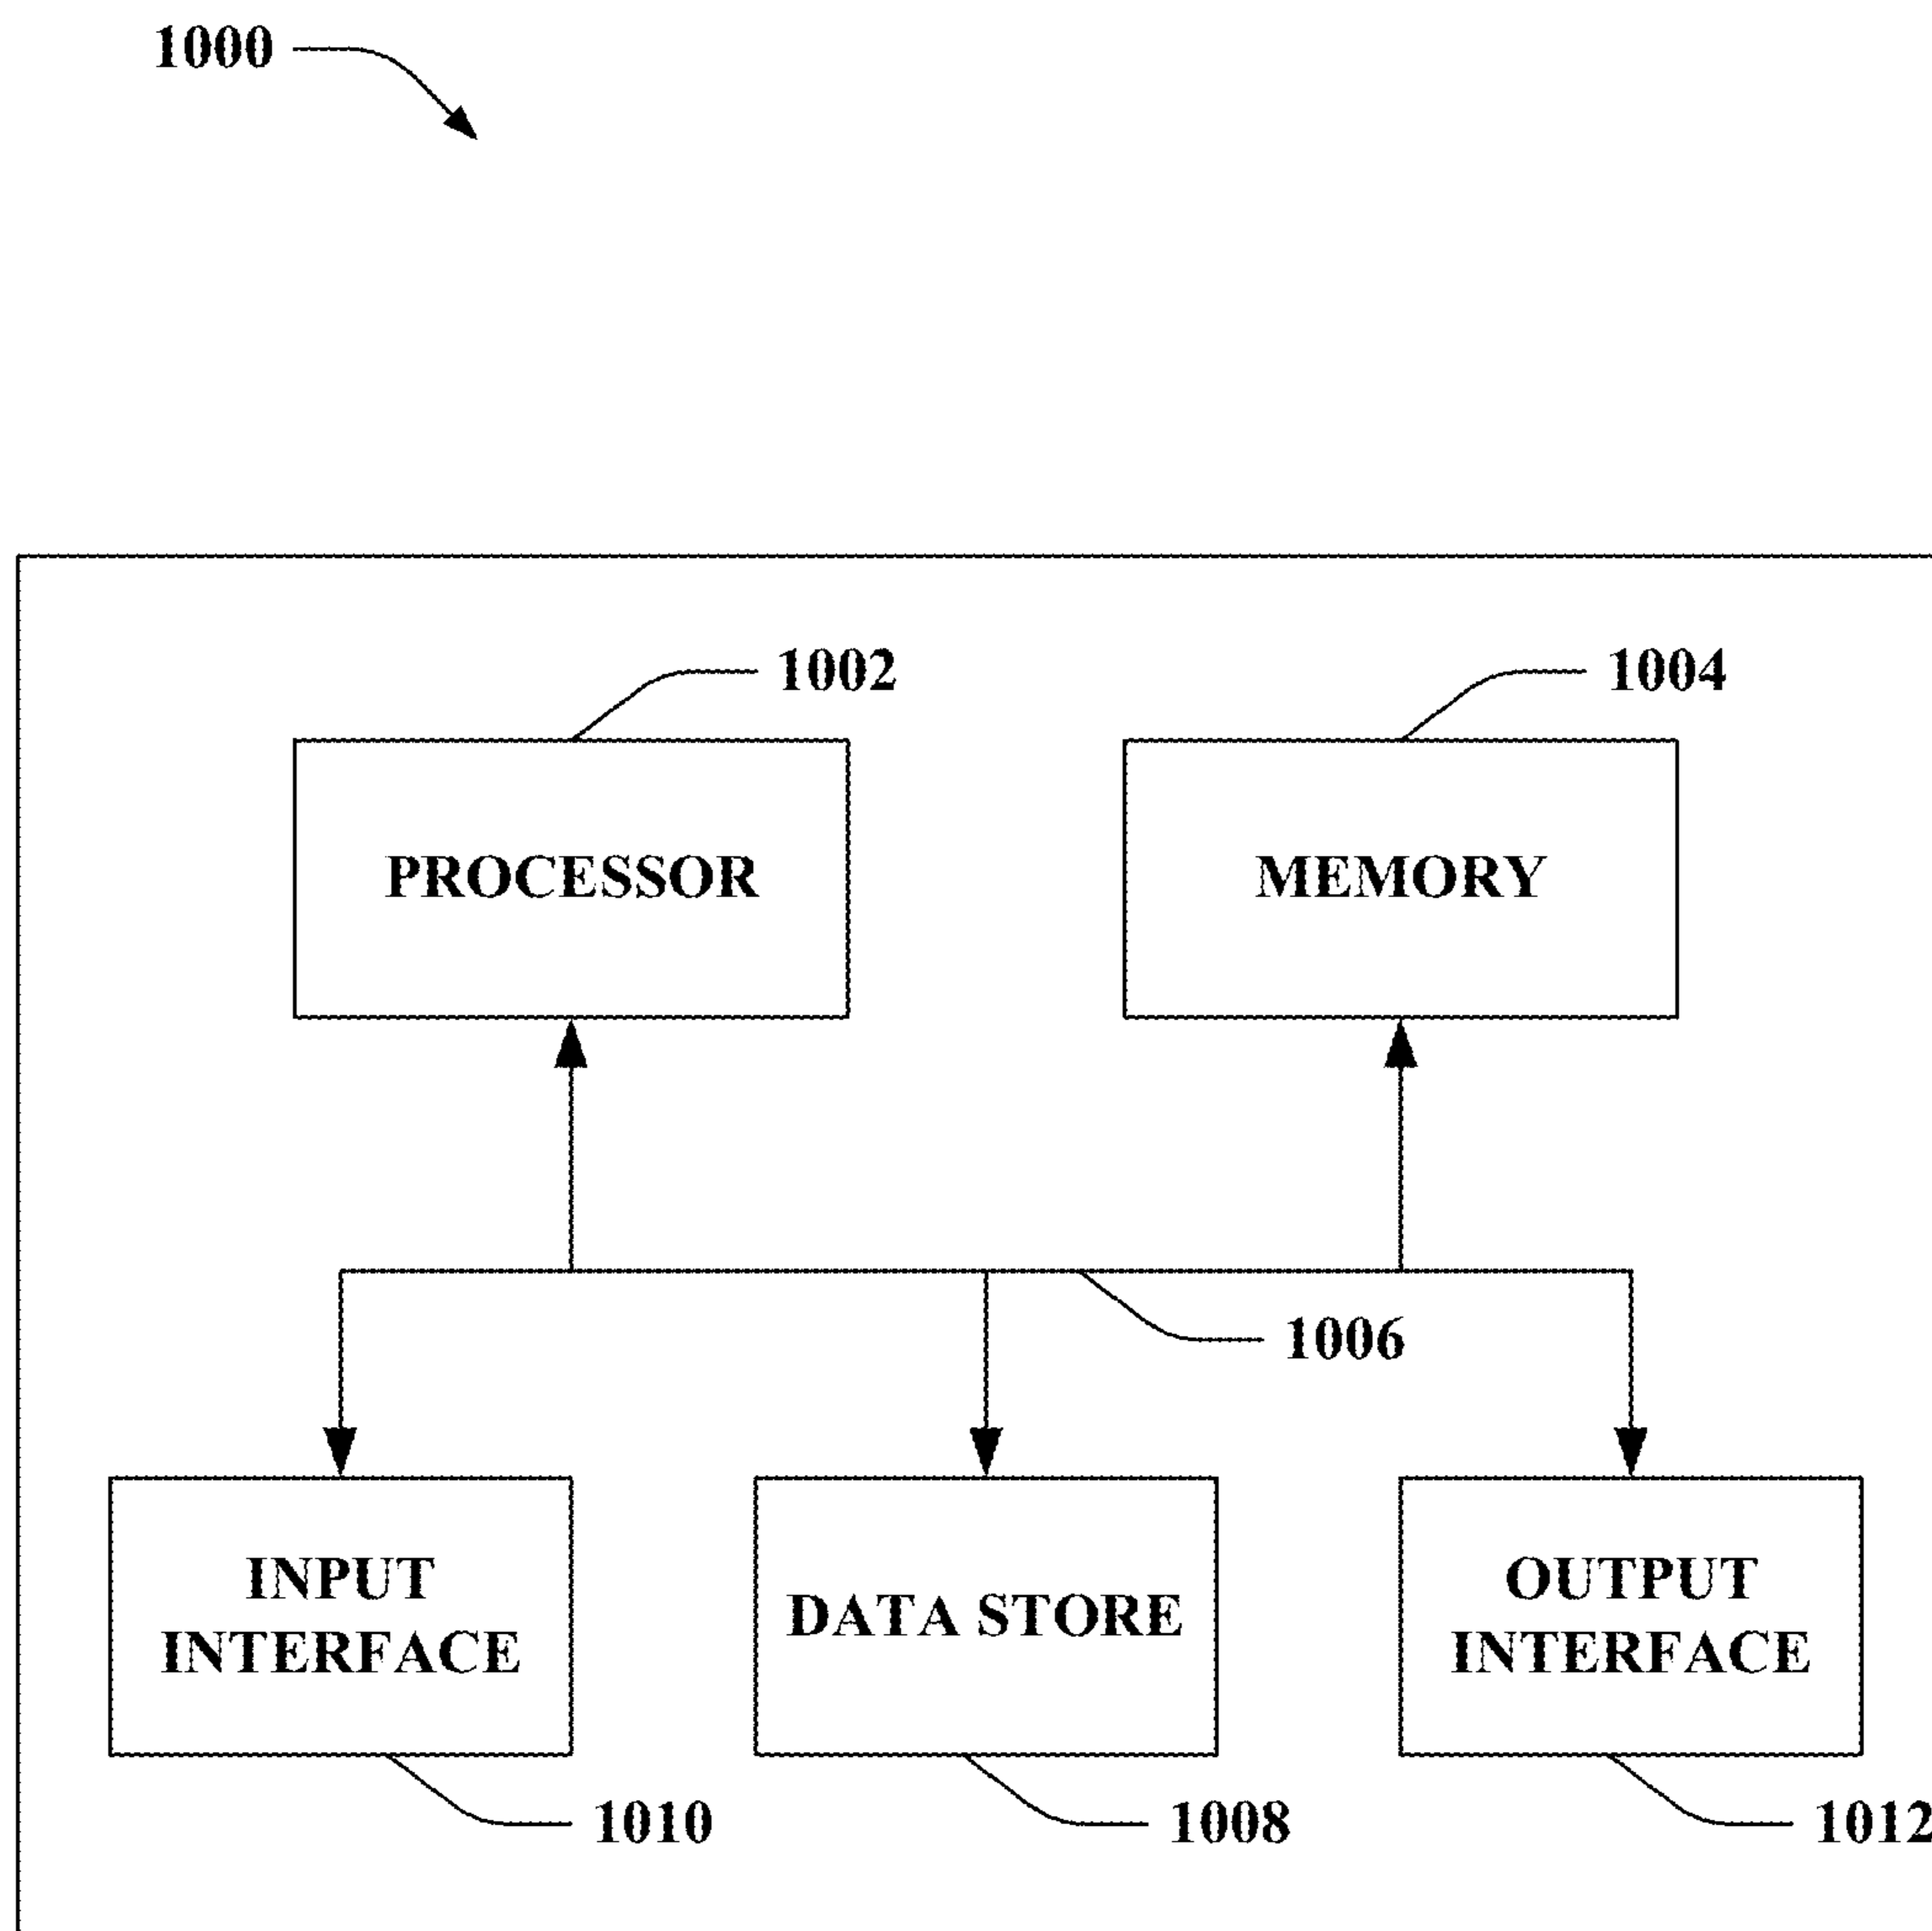 1000
1002
1004
PROCESSOR
MEMORY
1006
INPUT
INTERFACE
DATA STORE
OUTPUT
INTERFACE
1010
1008
1012